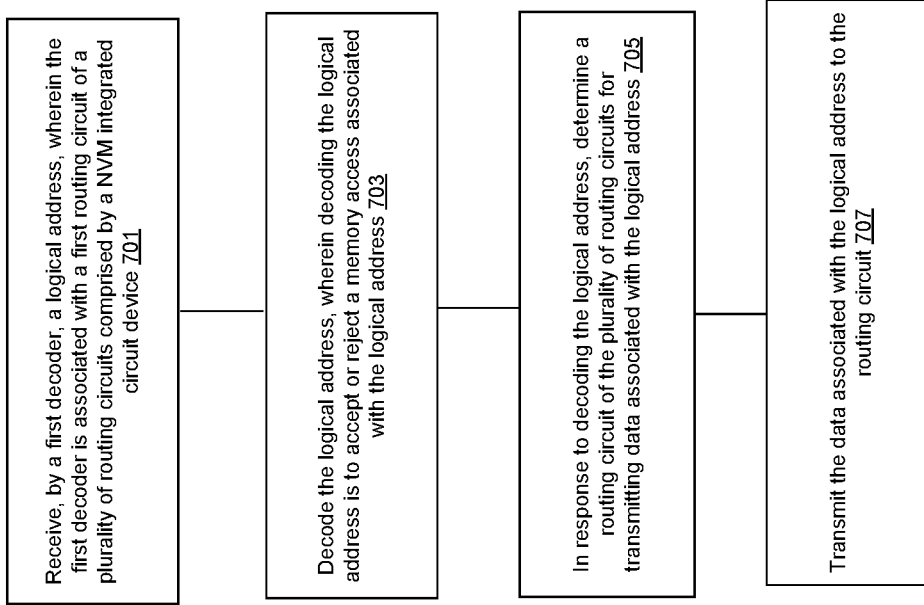 Receive, by a first decoder, a logical address, wherein the
first decoder is associated with a first routing circuit of a
plurality of routing circuits comprised by a NVM integrated
circuit device 701
Decode the logical address, wherein decoding the logical
address is to accept or reject a memory access associated
with the logical address 703
In response to decoding the logical address, determine a
routing circuit of the plurality of routing circuits for
transmitting data associated with the logical address 705
Transmit the data associated with the logical address to the
routing circuit 707